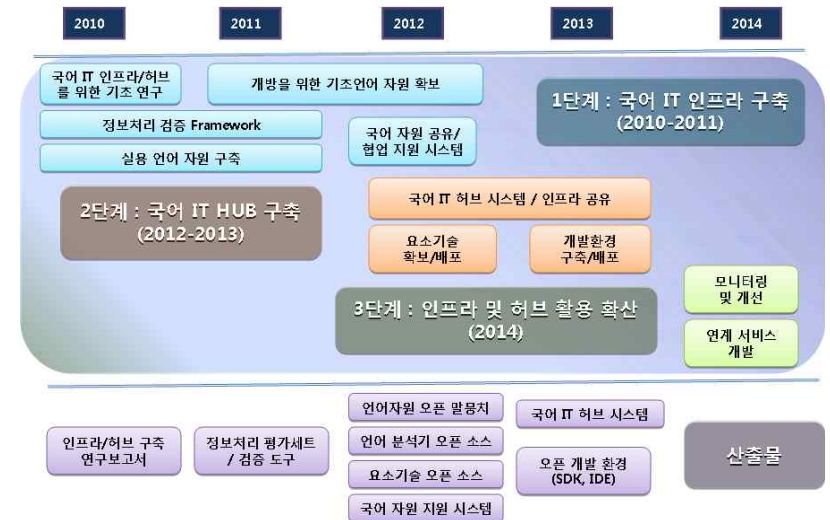 2010
2011
2012
2013
2014
국어 IT 인프라/허브
를 위한 기초 연구
개방을 위한 기초언어 자원 확보
1단계 : 국어 IT 인프라 구축
(2010-2011)
정보처리 검증 Framework
국어 자원 공유/
협업 지원 시스템
실용 언어 자원 구축
2단계 : 국어 IT HUB 구축
(2012-2013)
국어 IT 허브 시스템 / 인프라 공유
요소기술
확보/배포
개발환경
구축/배포
모니터링
및 개선
3단계 : 인프라 및 허브 활용 확산
(2014)
연계 서비스
개발
인프라/허브 구축
연구보고서
정보처리 평가세트
/ 검증 도구
언어자원 오픈 말뭉치
언어 분석기 오픈 소스
요소기술 오픈 소스
국어 자원 지원 시스템
국어 IT 허브 시스템
오픈 개발 환경
(SDK, IDE)
산출물